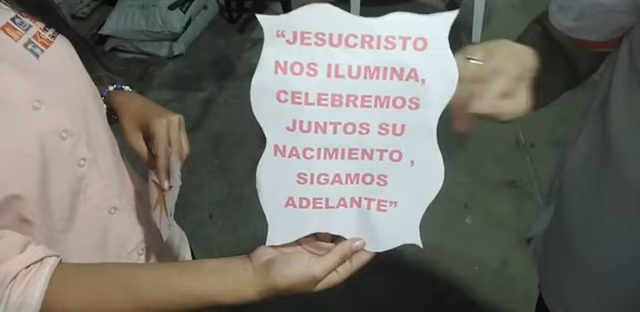 “JESUCRISTO
NOS ILUMINA,
CELEBREMOS
JUNTOS SU
NACIMIENTO ,
SIGAMOS
ADELANTE”